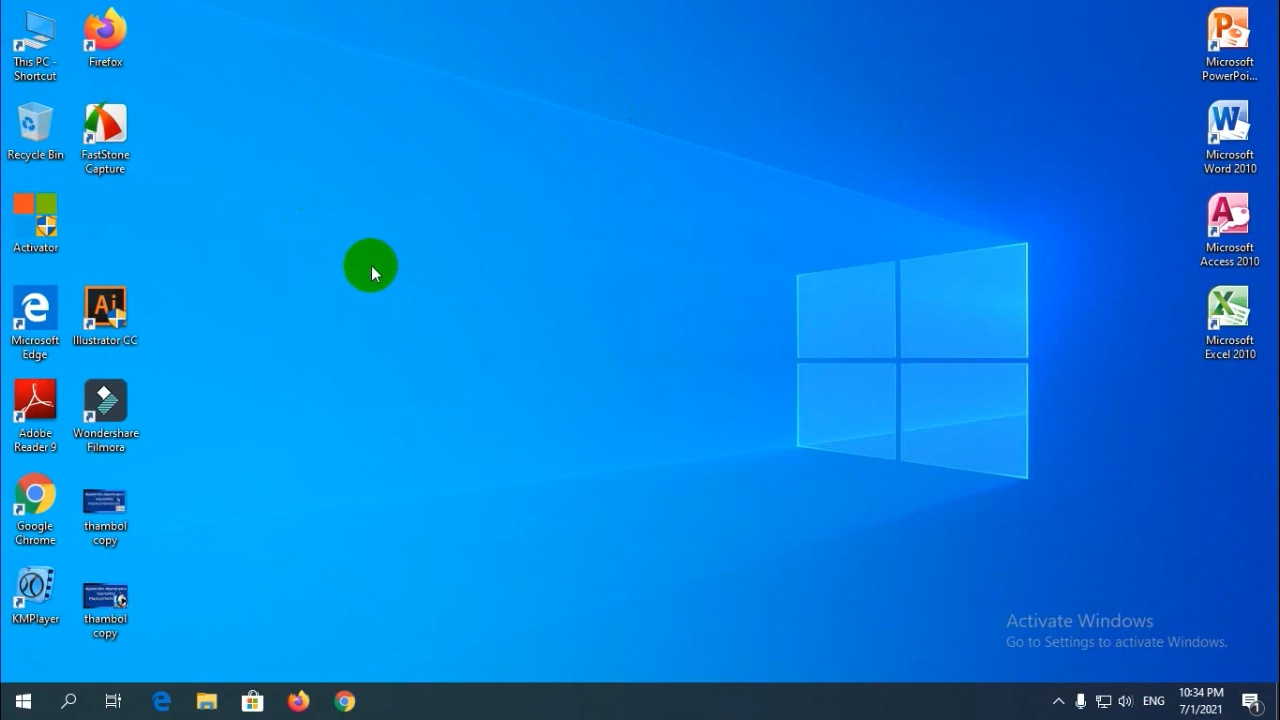 This PC -
Shortcut
Firefox
Recycle Bin
FastStone
Capture
Activator
Microsoft
Edge
Ai
Illustrator CC
Adobe
Reader 9
Wondershare
Filmora
Google
Chrome
thambol
copy
KMPlayer
thambol
copy
P
Microsoft
PowerPoi...
W
Microsoft
Word 2010
A
Microsoft
Access 2010
X
Microsoft
Excel 2010
Activate Windows
Go to Settings to activate Windows.
ENG
10:34 PM
7/1/2021
1